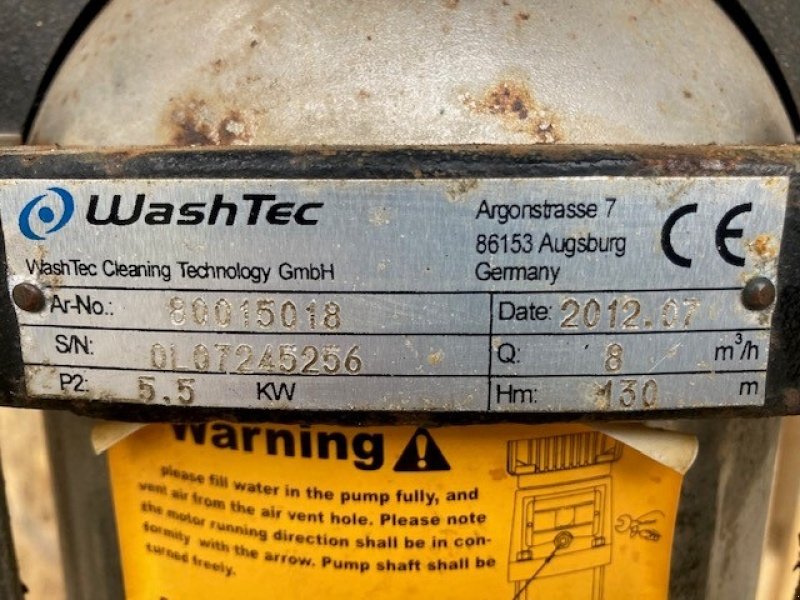 WashTec
Argonstrasse 7
86153 Augsburg
WashTec Cleaning Technology GmbH
Germany
CE
Ar-No.: 80015018
Date: 2012.07
S/N: 0L07245256
Q: 8 m³/h
P2: 5.5 KW
Hm: 130 m
Warning
please fill water in the pump fully, and
vent air from the air vent hole. Please note
the motor running direction shall be in con-
formity with the arrow. Pump shaft shall be
turned freely.